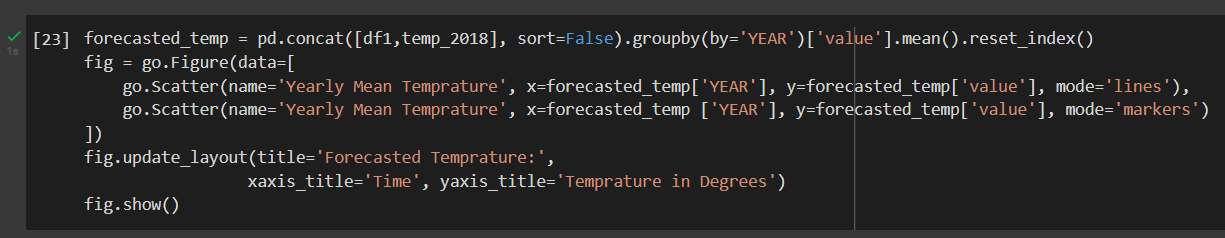 [23] forecasted_temp = pd.concat([df1,temp_2018], sort=False).groupby(by='YEAR')['value'].mean().reset_index()
fig = go.Figure(data=[
    go.Scatter(name='Yearly Mean Temprature', x=forecasted_temp['YEAR'], y=forecasted_temp['value'], mode='lines'),
    go.Scatter(name='Yearly Mean Temprature', x=forecasted_temp ['YEAR'], y=forecasted_temp['value'], mode='markers')
])
fig.update_layout(title='Forecasted Temprature:',
                 xaxis_title='Time', yaxis_title='Temprature in Degrees')
fig.show()
1s